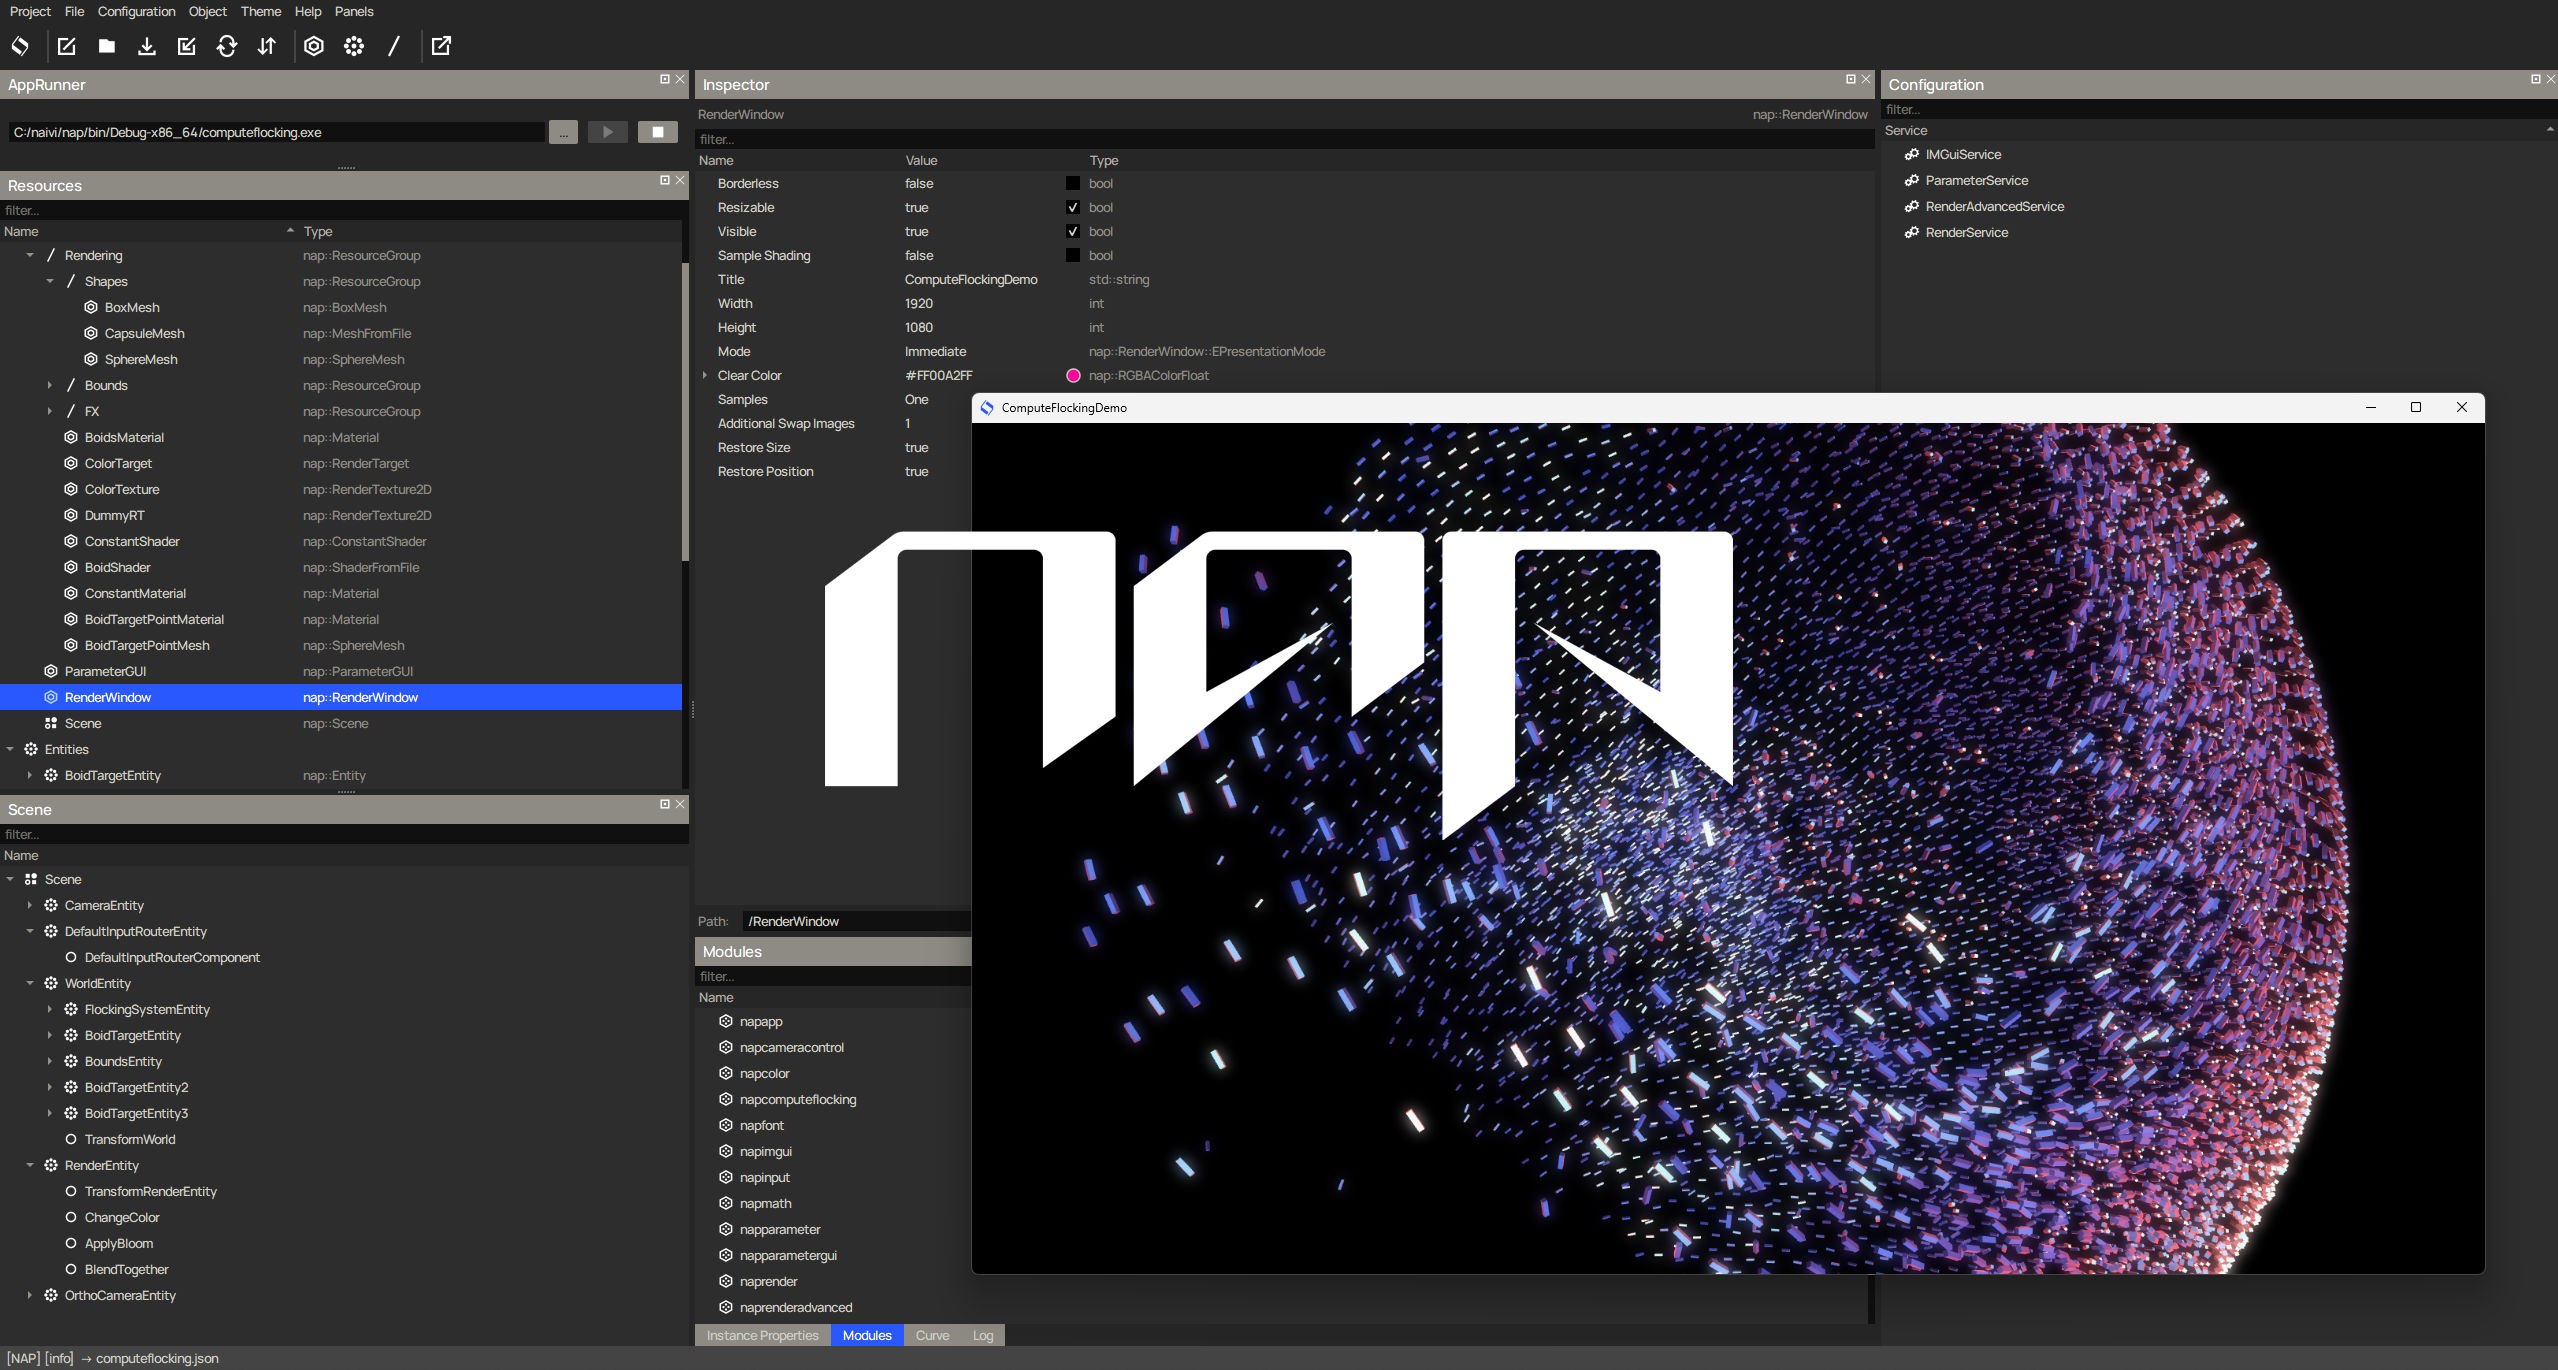 Project File Configuration Object Theme Help Panels
AppRunner
C:/naivi/nap/bin/Debug-x86_64/computeflocking.exe ...
Resources
filter...
Name Type
Rendering nap::ResourceGroup
Shapes nap::ResourceGroup
BoxMesh nap::BoxMesh
CapsuleMesh nap::MeshFromFile
SphereMesh nap::SphereMesh
Bounds nap::ResourceGroup
FX nap::ResourceGroup
BoidsMaterial nap::Material
ColorTarget nap::RenderTarget
ColorTexture nap::RenderTexture2D
DummyRT nap::RenderTexture2D
ConstantShader nap::ConstantShader
BoidShader nap::ShaderFromFile
ConstantMaterial nap::Material
BoidTargetPointMaterial nap::Material
BoidTargetPointMesh nap::SphereMesh
ParameterGUI nap::ParameterGUI
RenderWindow nap::RenderWindow
Scene nap::Scene
Entities
BoidTargetEntity nap::Entity
Scene
filter...
Name
Scene
CameraEntity
DefaultInputRouterEntity
DefaultInputRouterComponent
WorldEntity
FlockingSystemEntity
BoidTargetEntity
BoundsEntity
BoidTargetEntity2
BoidTargetEntity3
TransformWorld
RenderEntity
TransformRenderEntity
ChangeColor
ApplyBloom
BlendTogether
OrthoCameraEntity
Inspector
RenderWindow nap::RenderWindow
filter...
Name Value Type
Borderless false bool
Resizable true bool
Visible true bool
Sample Shading false bool
Title ComputeFlockingDemo std::string
Width 1920 int
Height 1080 int
Mode Immediate nap::RenderWindow::EPresentationMode
Clear Color #FF00A2FF nap::RGBAColorFloat
Samples One
Additional Swap Images 1
Restore Size true
Restore Position true
Path: /RenderWindow
Modules
filter...
Name
napapp
napcameracontrol
napcolor
napcomputeflocking
napfont
napimgui
napinput
napmath
napparameter
napparametergui
naprender
naprenderadvanced
Instance Properties Modules Curve Log
Configuration
filter...
Service
IMGuiService
ParameterService
RenderAdvancedService
RenderService
ComputeFlockingDemo
nap
[NAP] [info] → computeflocking.json